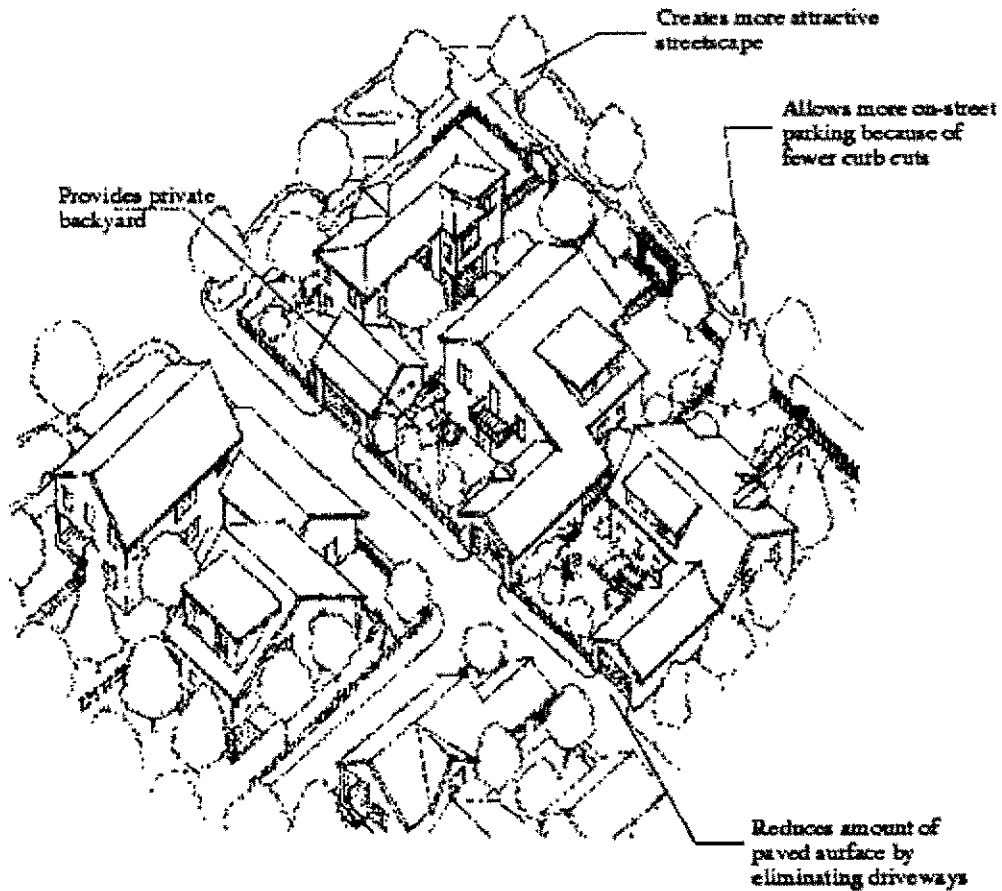 Creates more attractive
streetscape
Allows more on-street
parking because of
fewer curb cuts
Provides private
backyard
Reduces amount of
paved surface by
eliminating driveways